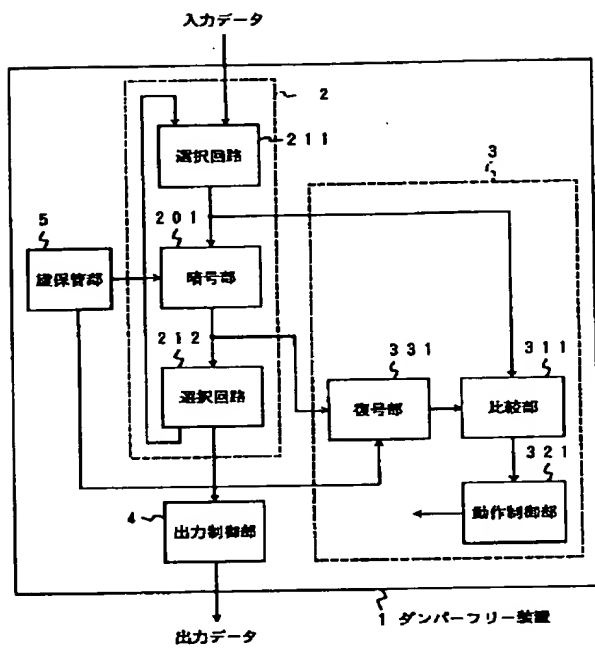 入力データ
2
選択回路
211
3
5
201
鍵保管部
暗号部
212
331
311
選択回路
復号部
比較部
321
4
出力制御部
動作制御部
1 ダンパーフリー装置
出力データ